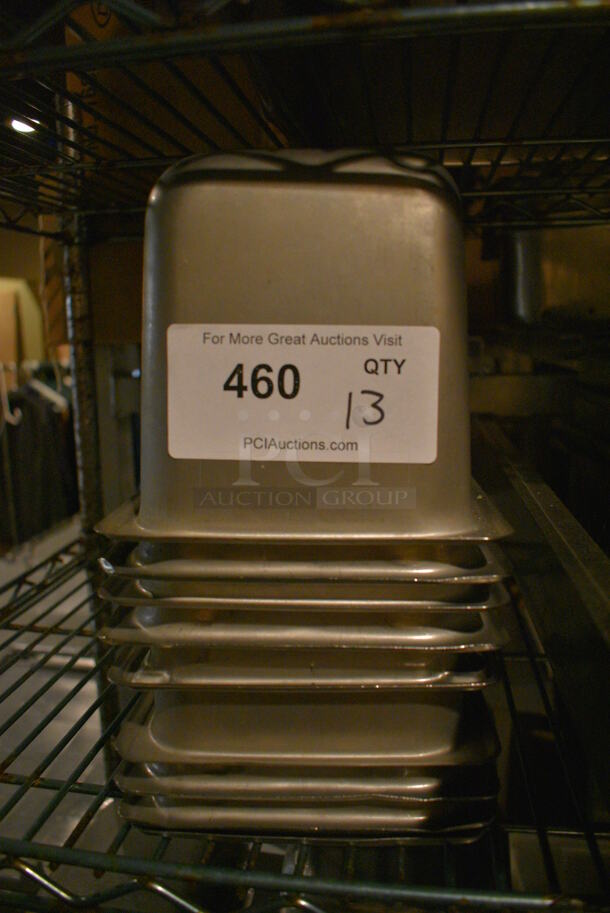 For More Great Auctions Visit
460 QTY
13
PCIAuctions.com
PCI
AUCTION GROUP